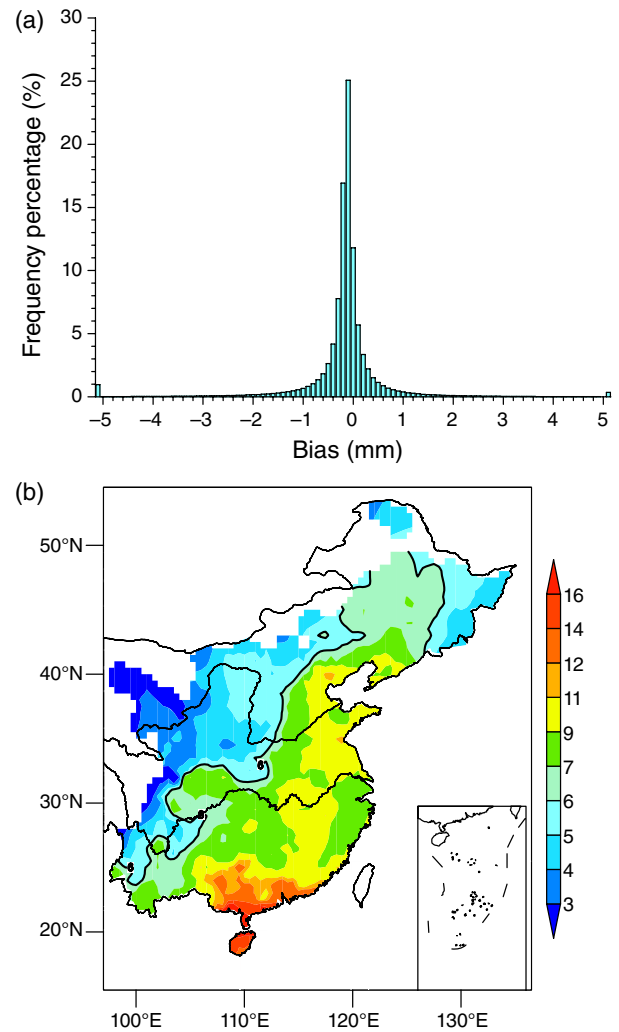 (a)
Frequency percentage (%)
30
25
20
15
10
5
0
−5 −4 −3 −2 −1 0 1 2 3 4 5
Bias (mm)
(b)
50°N
40°N
30°N
20°N
100°E 110°E 120°E 130°E
16
14
12
11
9
7
6
5
4
3